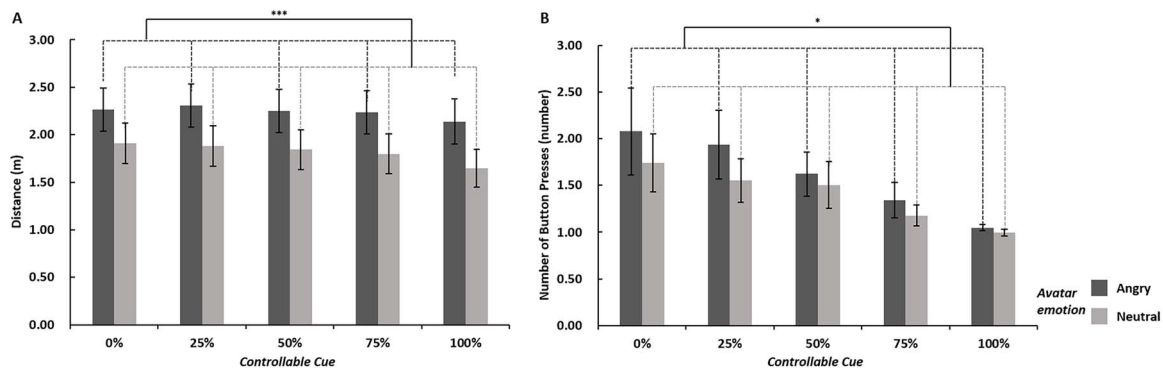 A
***
3.00
2.50
2.00
1.50
1.00
0.50
0.00
Distance (m)
0% 25% 50% 75% 100%
Controllable Cue
B
*
3.00
2.50
2.00
1.50
1.00
0.50
0.00
Number of Button Presses (number)
0% 25% 50% 75% 100%
Controllable Cue
Avatar
emotion
Angry
Neutral